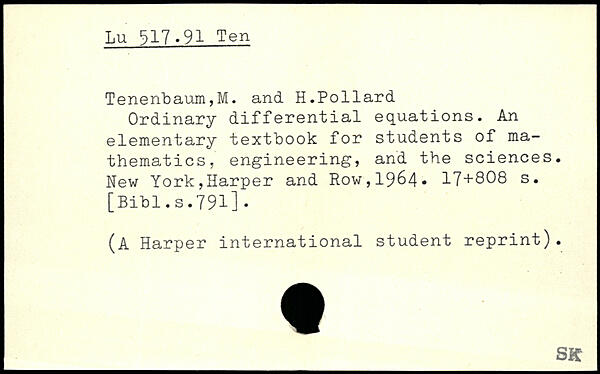 Lu 517.91 Ten
Tenenbaum,M. and H.Pollard
Ordinary differential equations. An
elementary textbook for students of ma-
thematics, engineering, and the sciences.
New York,Harper and Row,1964. 17+808 s.
[Bibl.s.791].
(A Harper international student reprint).
SK